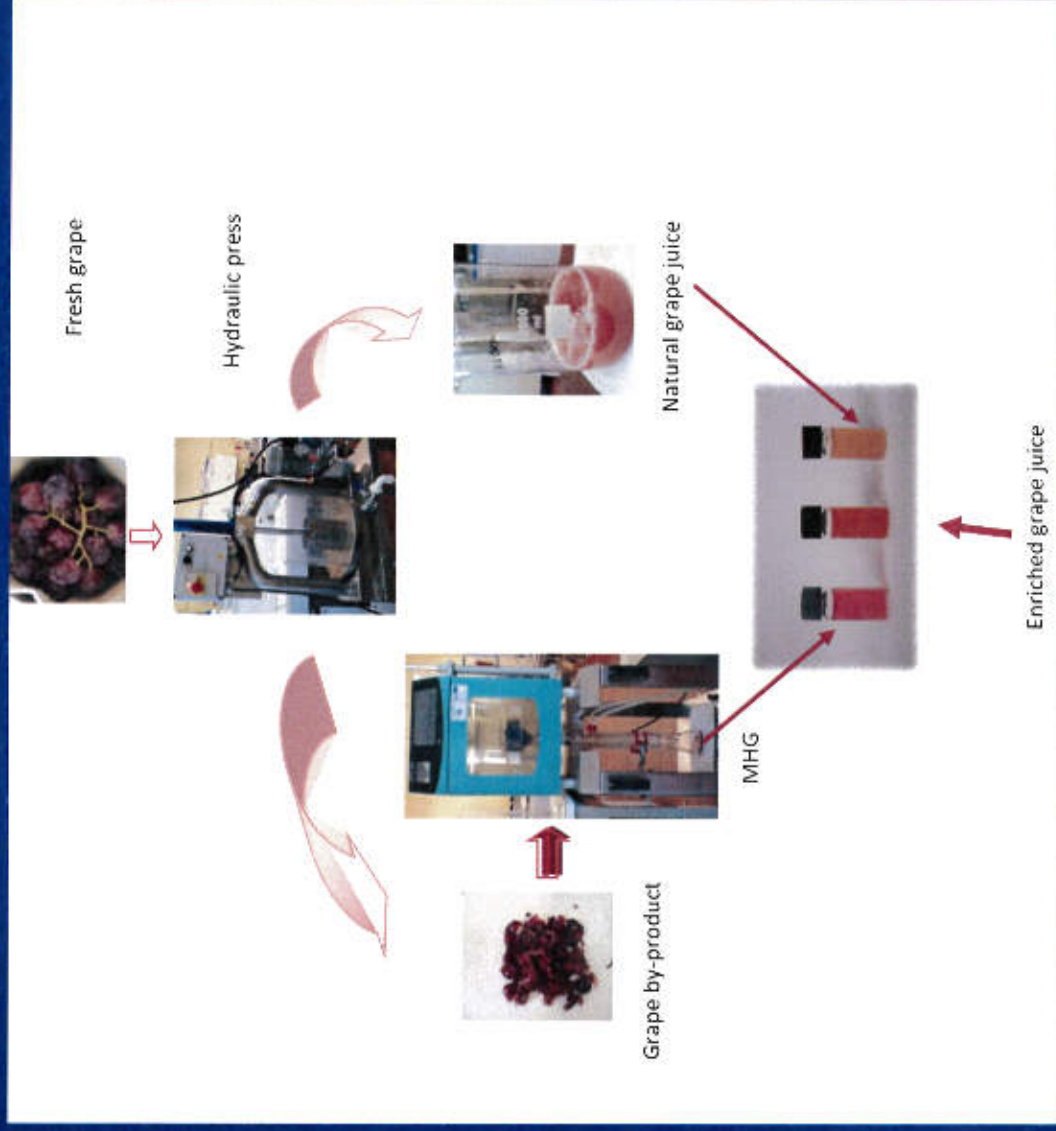 Fresh grape
Hydraulic press
Natural grape juice
Grape by-product
MHG
Enriched grape juice